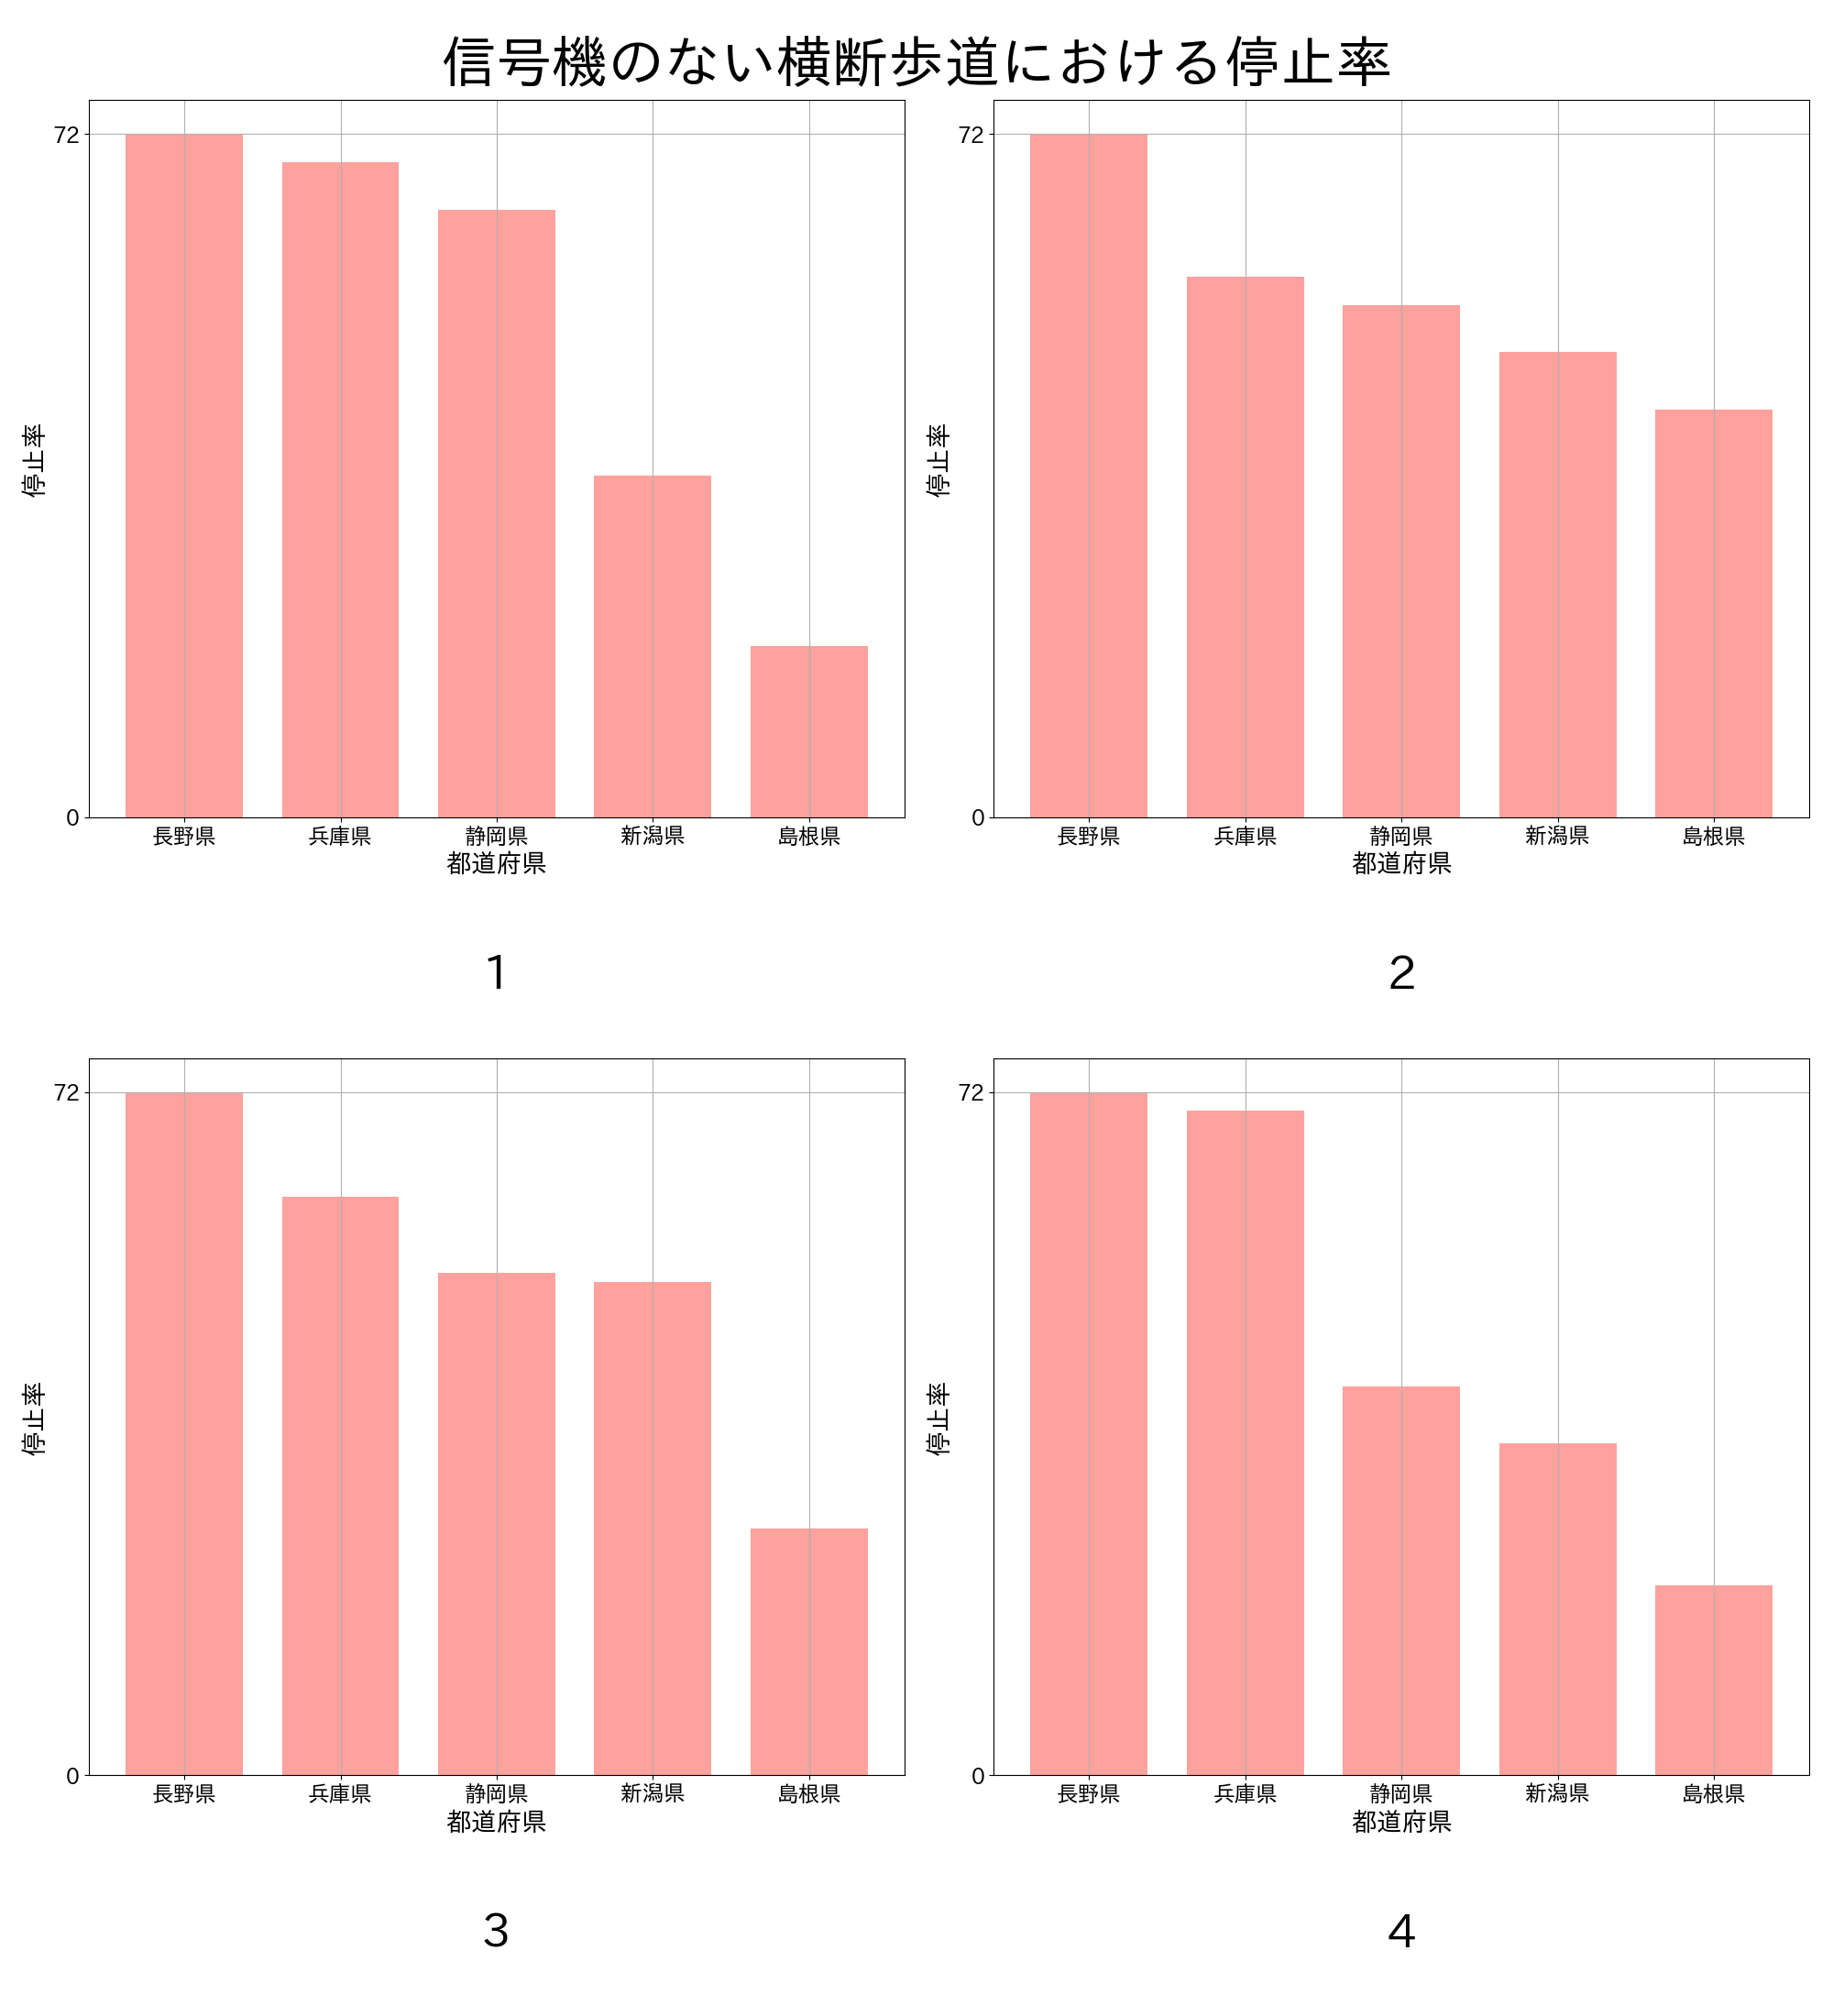 信号機のない横断歩道における停止率
72
0
停止率
長野県 兵庫県 静岡県 新潟県 島根県
都道府県
1
72
0
停止率
長野県 兵庫県 静岡県 新潟県 島根県
都道府県
2
72
0
停止率
長野県 兵庫県 静岡県 新潟県 島根県
都道府県
3
72
0
停止率
長野県 兵庫県 静岡県 新潟県 島根県
都道府県
4